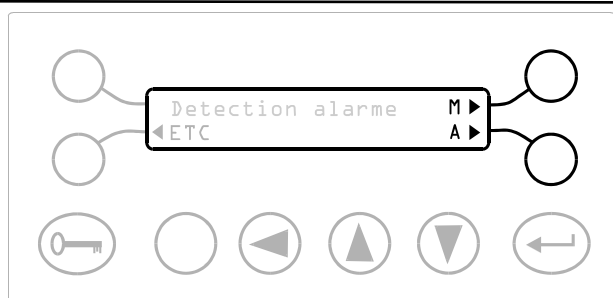 Detection alarme M ▶
◀ETC A ▶